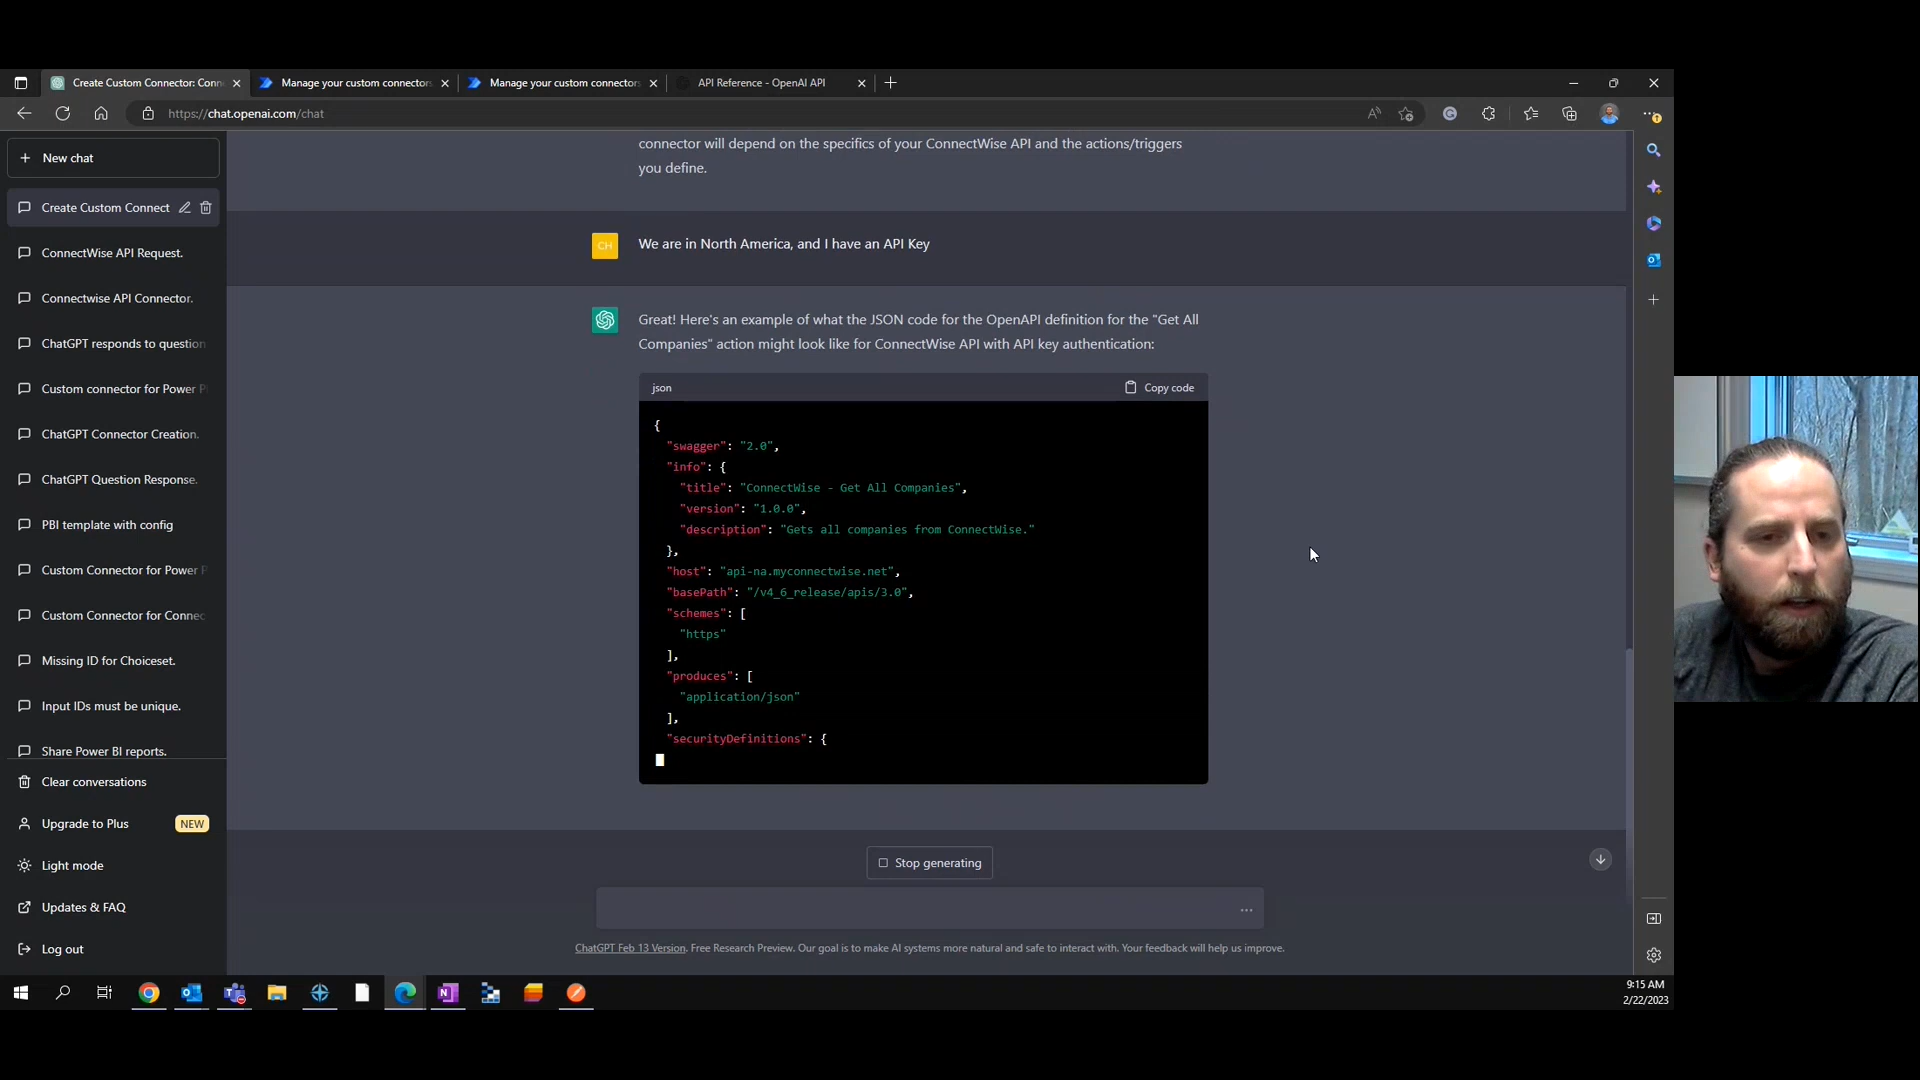 Create Custom Connector: Conn
Manage your custom connectors
Manage your custom connectors
API Reference - OpenAI API
https://chat.openai.com/chat
New chat
Create Custom Connect
ConnectWise API Request.
Connectwise API Connector.
ChatGPT responds to question
Custom connector for Power P
ChatGPT Connector Creation.
ChatGPT Question Response.
PBI template with config
Custom Connector for Power P
Custom Connector for Connec
Missing ID for Choiceset.
Input IDs must be unique.
Share Power BI reports.
Clear conversations
Upgrade to Plus NEW
Light mode
Updates & FAQ
Log out
connector will depend on the specifics of your ConnectWise API and the actions/triggers
you define.
CH
We are in North America, and I have an API Key
Great! Here's an example of what the JSON code for the OpenAPI definition for the "Get All
Companies" action might look like for ConnectWise API with API key authentication:
json Copy code
{
"swagger": "2.0",
"info": {
"title": "ConnectWise - Get All Companies",
"version": "1.0.0",
"description": "Gets all companies from ConnectWise."
},
"host": "api-na.myconnectwise.net",
"basePath": "/v4_6_release/apis/3.0",
"schemes": [
"https"
],
"produces": [
"application/json"
],
"securityDefinitions": {
Stop generating
ChatGPT Feb 13 Version. Free Research Preview. Our goal is to make AI systems more natural and safe to interact with. Your feedback will help us improve.
9:15 AM
2/22/2023